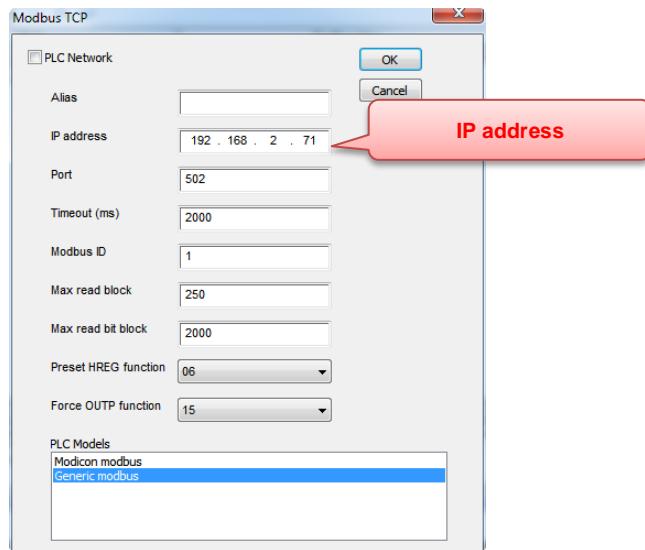 Modbus TCP
X
PLC Network
OK
Alias
Cancel
IP address
192 . 168 . 2 . 71
IP address
Port
502
Timeout (ms)
2000
Modbus ID
1
Max read block
250
Max read bit block
2000
Preset HREG function
06
Force OUTP function
15
PLC Models
Modicon modbus
Generic modbus